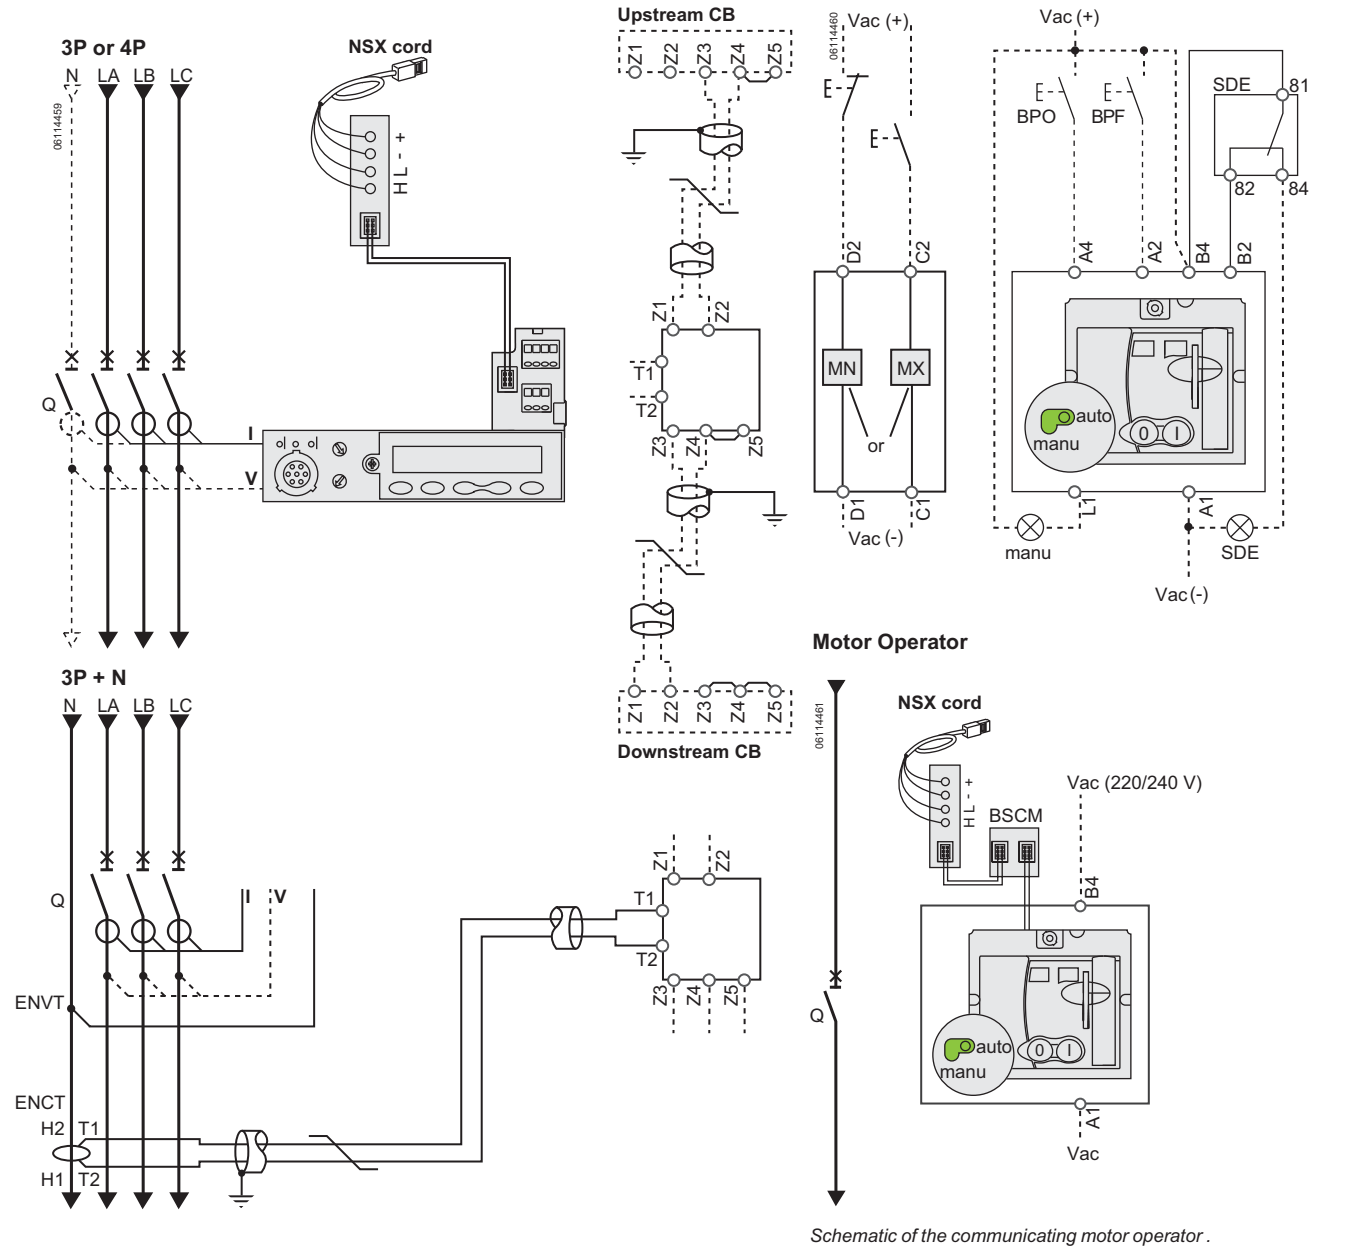 3P or 4P
N LA LB LC
06114459
NSX cord
+
-
L
H
Q
I
V
Upstream CB
Z1 Z2 Z3 Z4 Z5
Z1 Z2
T1
T2
Z3 Z4 Z5
Z1 Z2 Z3 Z4 Z5
Downstream CB
06114460
Vac (+)
D2 C2
MN MX
or
D1 C1
Vac (-)
Vac (+)
BPO BPF
SDE 81
82 84
A4 A2 B4 B2
auto
manu
0 I
L1 A1
manu SDE
Vac (-)
3P + N
N LA LB LC
Q
I V
ENVT
ENCT
H2 T1
H1 T2
Z1 Z2
T1
T2
Z3 Z4 Z5
Motor Operator
06114461
NSX cord
H L - +
BSCM
Vac (220/240 V)
B4
Q
auto
manu
0 I
A1
Vac
Schematic of the communicating motor operator .